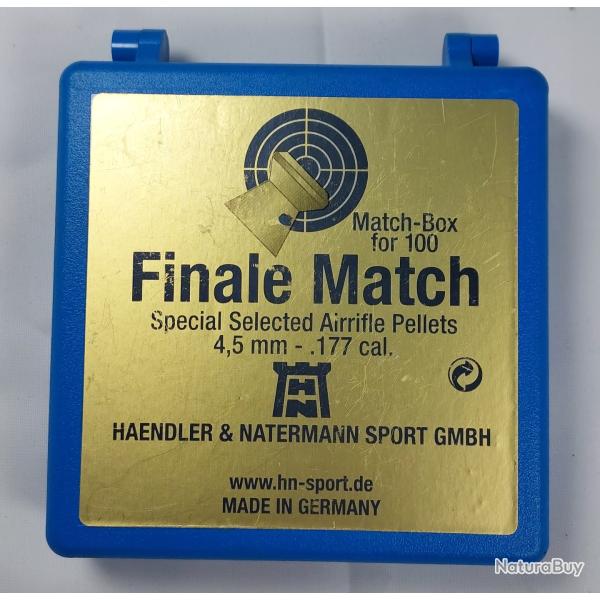 Match-Box
for 100
Finale Match
Special Selected Airrifle Pellets
4,5 mm - .177 cal.
HN
HAENDLER & NATERMANN SPORT GMBH
www.hn-sport.de
MADE IN GERMANY
NaturaBuy